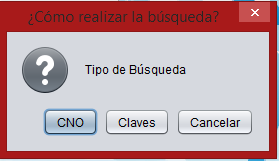 ¿Cómo realizar la búsqueda?
Tipo de Búsqueda
CNO Claves Cancelar